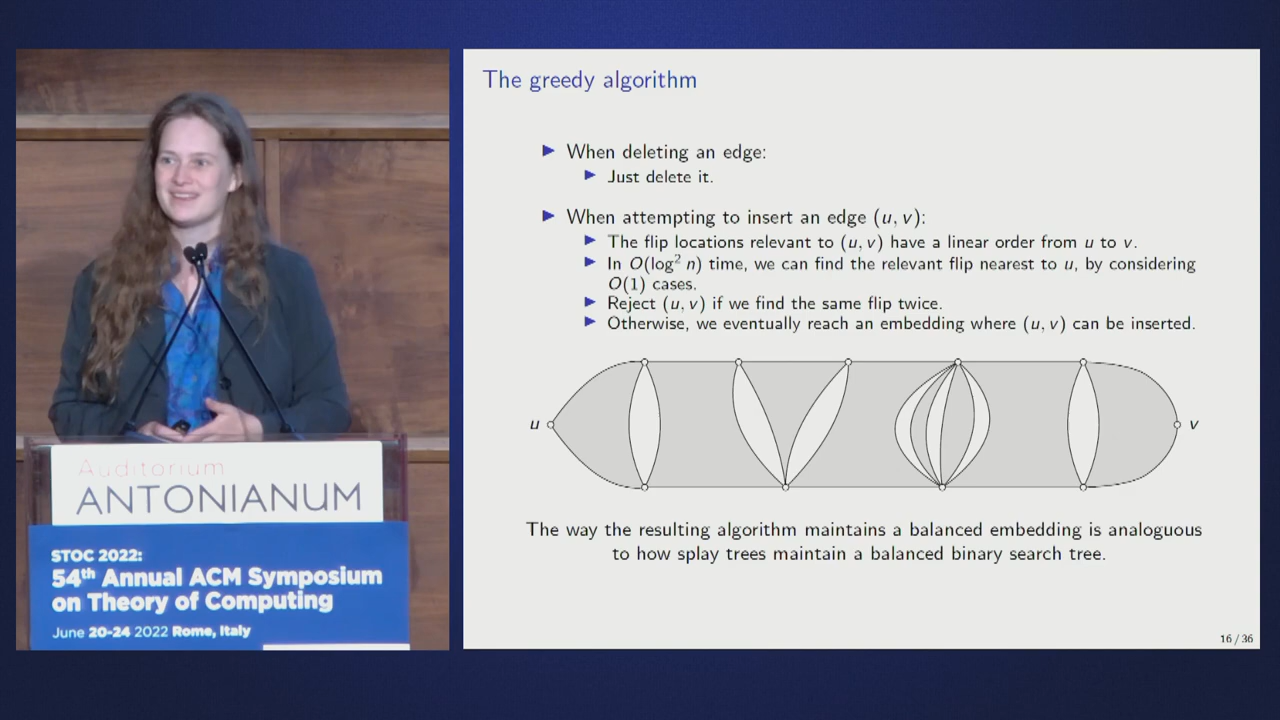 The greedy algorithm
When deleting an edge:
Just delete it.
When attempting to insert an edge (u, v):
The flip locations relevant to (u, v) have a linear order from u to v.
In O(log² n) time, we can find the relevant flip nearest to u, by considering
O(1) cases.
Reject (u, v) if we find the same flip twice.
Otherwise, we eventually reach an embedding where (u, v) can be inserted.
u
v
The way the resulting algorithm maintains a balanced embedding is analoguous
to how splay trees maintain a balanced binary search tree.
16 / 36
Auditorium
ANTONIANUM
STOC 2022:
54th Annual ACM Symposium
on Theory of Computing
June 20-24 2022 Rome, Italy